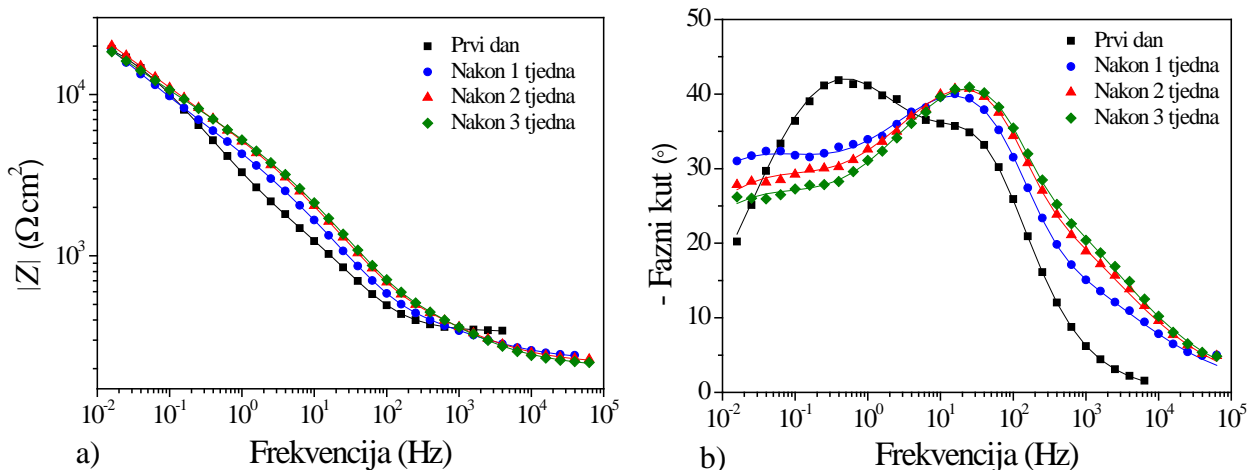 |Z| (Ω cm²)
10⁴
10³
Prvi dan
Nakon 1 tjedna
Nakon 2 tjedna
Nakon 3 tjedna
10⁻² 10⁻¹ 10⁰ 10¹ 10² 10³ 10⁴ 10⁵
Frekvencija (Hz)
a)
- Fazni kut (°)
50
40
30
20
10
0
Prvi dan
Nakon 1 tjedna
Nakon 2 tjedna
Nakon 3 tjedna
10⁻² 10⁻¹ 10⁰ 10¹ 10² 10³ 10⁴ 10⁵
Frekvencija (Hz)
b)